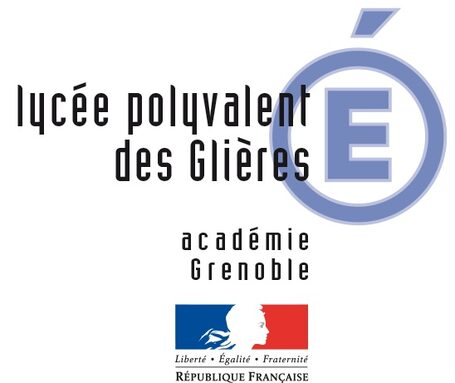 lycée polyvalent
des Glières
É
académie
Grenoble
Liberté • Égalité • Fraternité
RÉPUBLIQUE FRANÇAISE